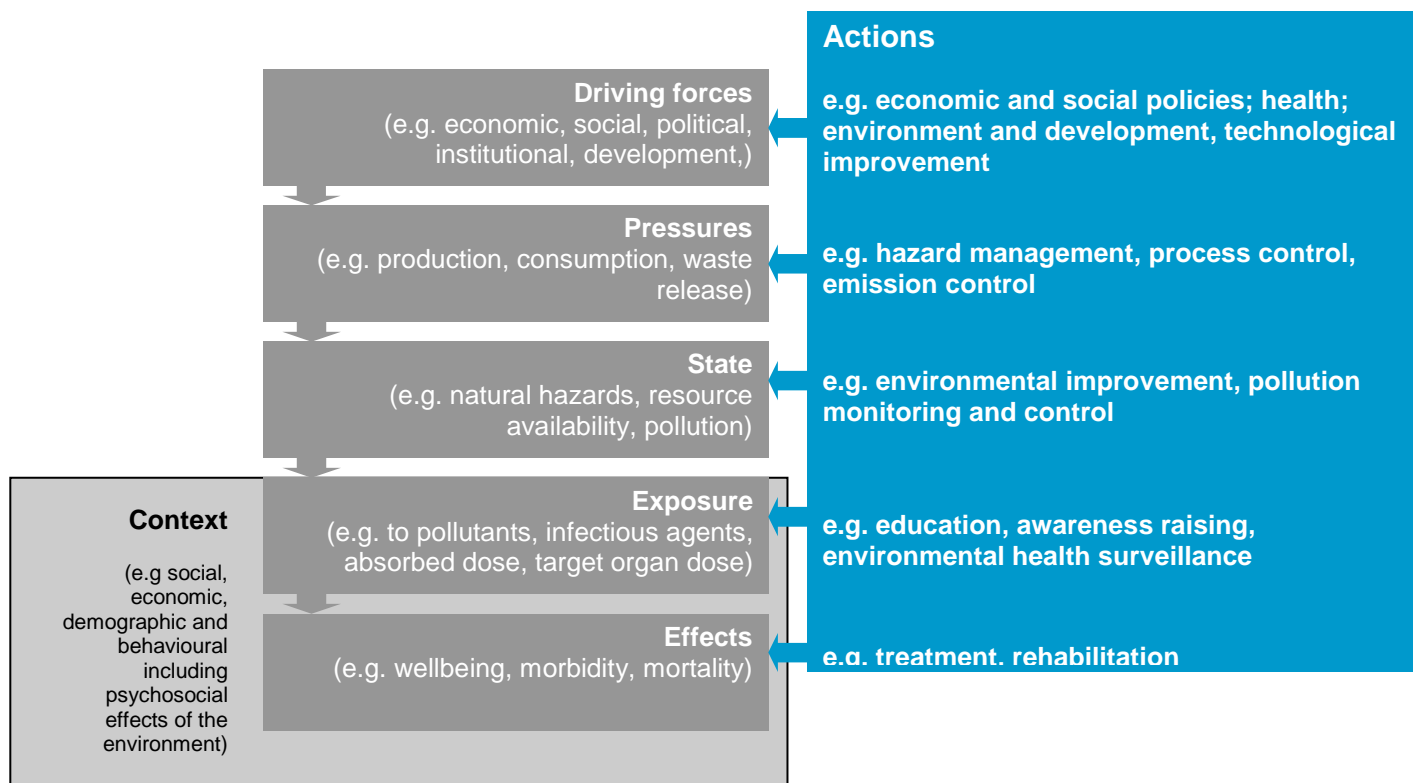 Actions
Driving forces
(e.g. economic, social, political,
institutional, development,)
e.g. economic and social policies; health;
environment and development, technological
improvement
Pressures
(e.g. production, consumption, waste
release)
e.g. hazard management, process control,
emission control
State
(e.g. natural hazards, resource
availability, pollution)
e.g. environmental improvement, pollution
monitoring and control
Context
(e.g social,
economic,
demographic and
behavioural
including
psychosocial
effects of the
environment)
Exposure
(e.g. to pollutants, infectious agents,
absorbed dose, target organ dose)
e.g. education, awareness raising,
environmental health surveillance
Effects
(e.g. wellbeing, morbidity, mortality)
e.g. treatment, rehabilitation